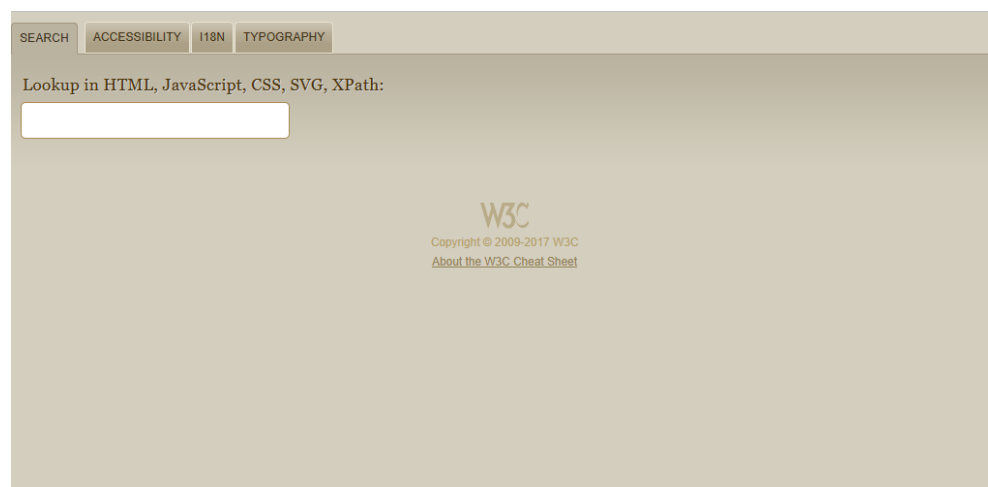 SEARCH ACCESSIBILITY I18N TYPOGRAPHY
Lookup in HTML, JavaScript, CSS, SVG, XPath:
W3C
Copyright © 2009-2017 W3C
About the W3C Cheat Sheet